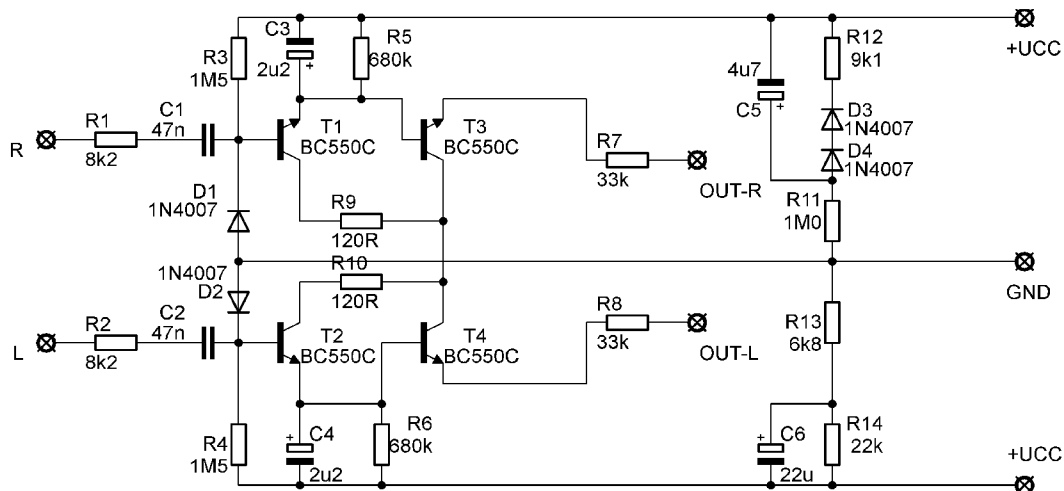 C3
R5
R12
R3
680k
4u7
9k1
+UCC
1M5
2u2
+
C1
C5
+
D3
R1
47n
T1
T3
R7
1N4007
R
BC550C
BC550C
D4
8k2
1N4007
D1
33k
OUT-R
R11
1N4007
R9
1M0
120R
1N4007
R10
GND
D2
120R
R8
C2
R13
R2
47n
T2
T4
OUT-L
6k8
L
BC550C
BC550C
33k
8k2
R6
+
C4
+
C6
R14
R4
680k
22k
+UCC
1M5
2u2
22u